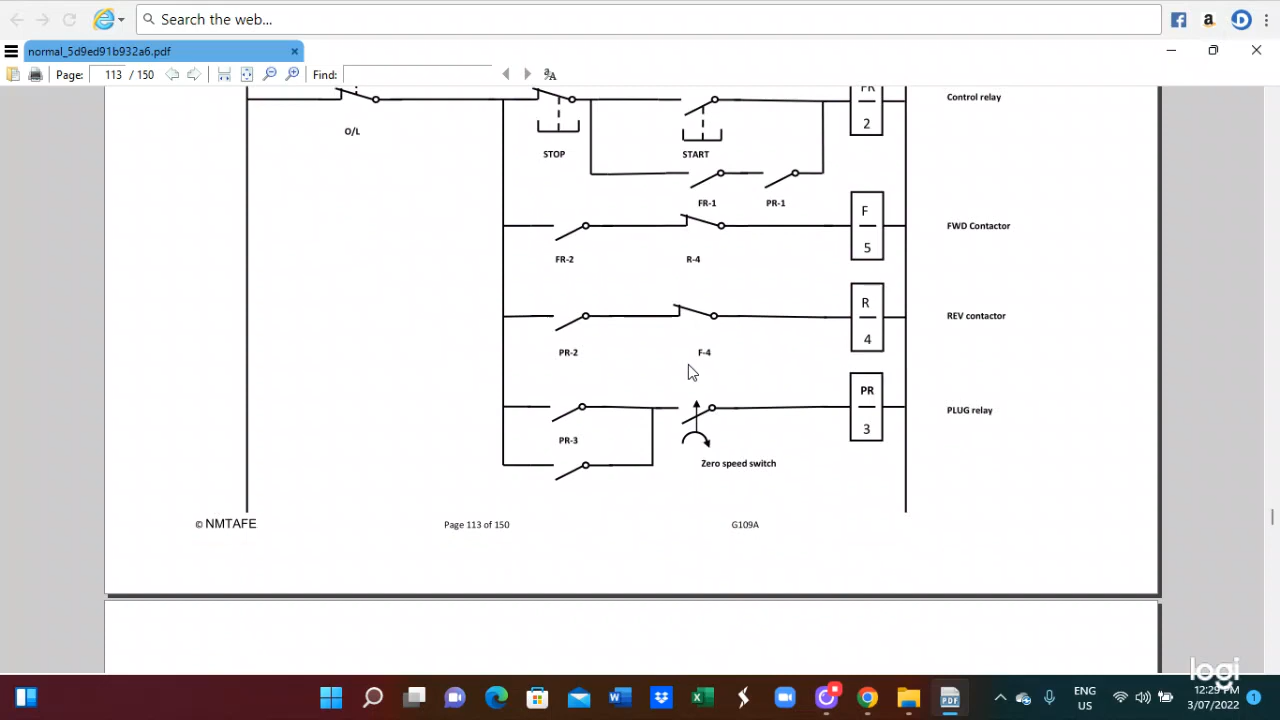 Search the web...
normal_5d9ed91b932a6.pdf
Page: 113 / 150 Find:
FR
Control relay
2
O/L
STOP
START
FR-1
PR-1
F
5
FWD Contactor
FR-2
R-4
R
4
REV contactor
PR-2
F-4
PR
3
PLUG relay
PR-3
Zero speed switch
© NMTAFE
Page 113 of 150
G109A
logi
ENG
US
12:29 PM
3/07/2022
1